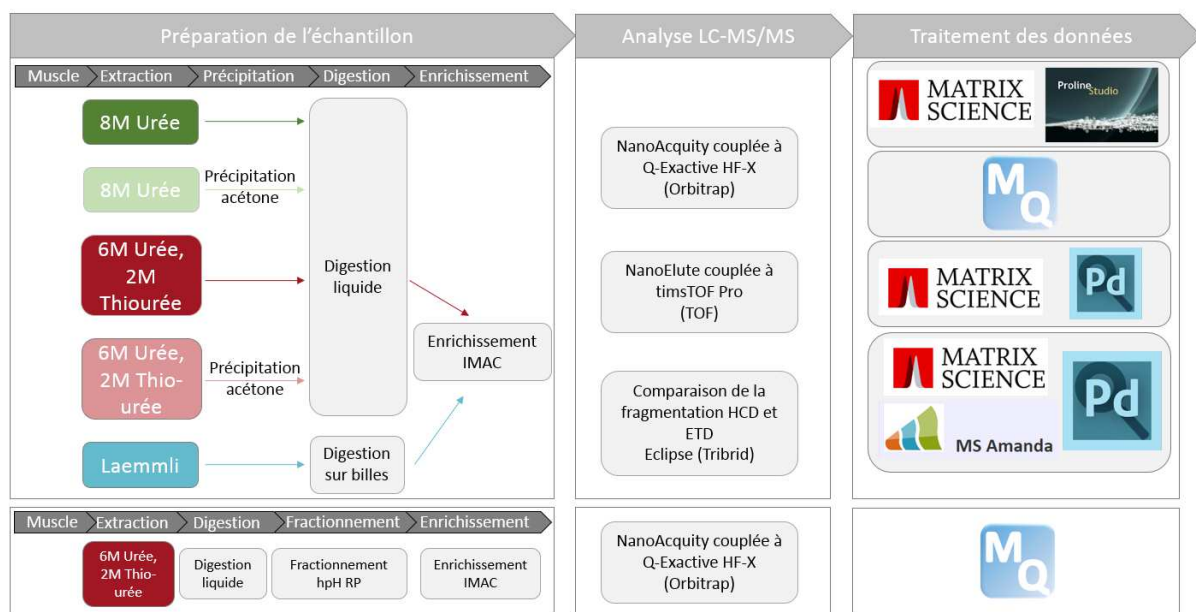 Préparation de l'échantillon
Analyse LC-MS/MS
Traitement des données
Muscle
Extraction
Précipitation
Digestion
Enrichissement
8M Urée
8M Urée
Précipitation
acétone
6M Urée,
2M
Thiourée
6M Urée,
2M Thio-
urée
Précipitation
acétone
Laemmli
Digestion
liquide
Digestion
sur billes
Enrichissement
IMAC
NanoAcquity couplée à
Q-Exactive HF-X
(Orbitrap)
NanoElute couplée à
timsTOF Pro
(TOF)
Comparaison de la
fragmentation HCD et
ETD
Eclipse (Tribrid)
MATRIX
SCIENCE
Proline
Studio
M
Q
MATRIX
SCIENCE
Pd
MATRIX
SCIENCE
MS Amanda
Pd
Muscle
Extraction
Digestion
Fractionnement
Enrichissement
6M Urée,
2M Thio-
urée
Digestion
liquide
Fractionnement
hpH RP
Enrichissement
IMAC
NanoAcquity couplée à
Q-Exactive HF-X
(Orbitrap)
M
Q